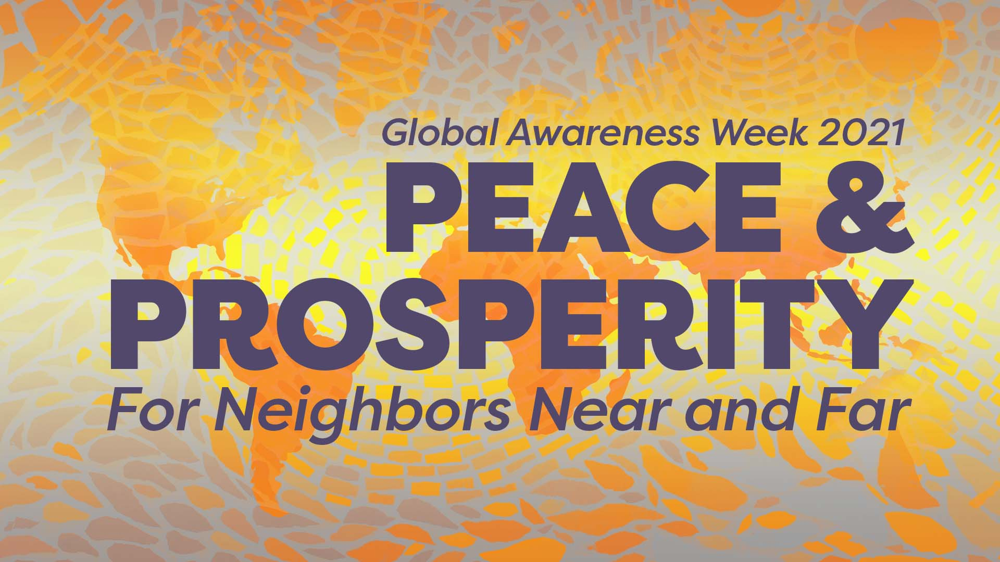 Global Awareness Week 2021
PEACE &
PROSPERITY
For Neighbors Near and Far